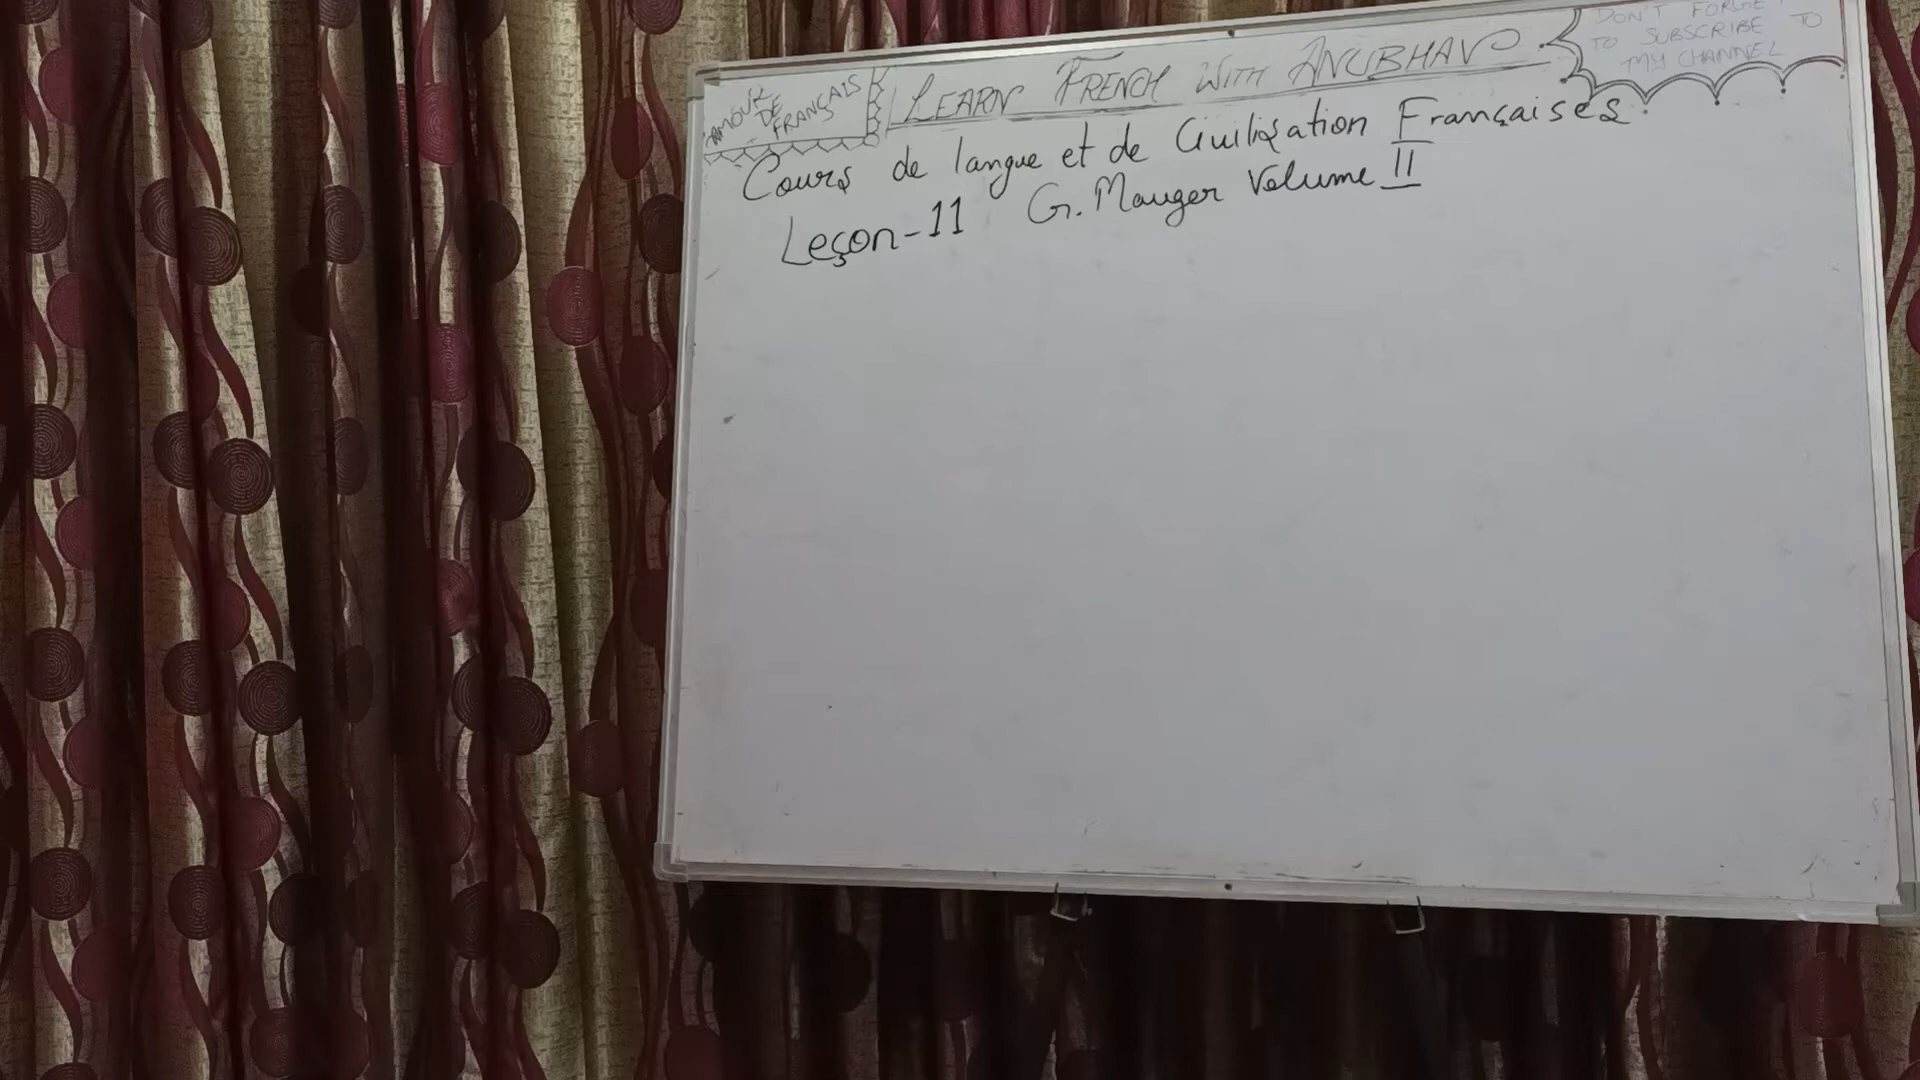 AMOUR
DE
FRANÇAIS
LEARN FRENCH WITH ANUBHAV
DON'T FORGET
TO SUBSCRIBE TO
MY CHANNEL
Cours de langue et de Civilisation Françaises.
Leçon-11 G. Mauger Volume II